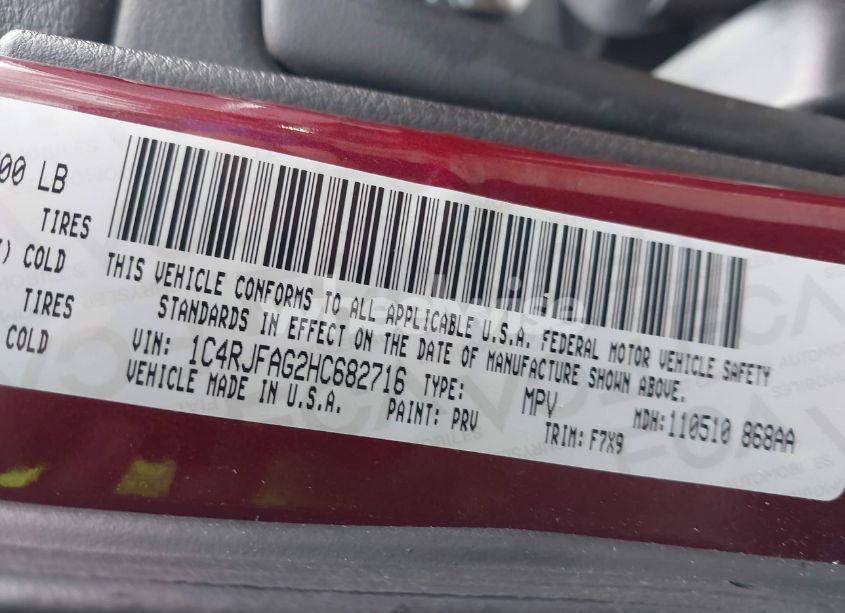 00 LB
TIRES
) COLD
TIRES
COLD
THIS VEHICLE CONFORMS TO ALL APPLICABLE U.S.A. FEDERAL MOTOR VEHICLE SAFETY
STANDARDS IN EFFECT ON THE DATE OF MANUFACTURE SHOWN ABOVE.
VIN: 1C4RJFAG2HC682716 TYPE: MPV MDH:110510 868AA
VEHICLE MADE IN U.S.A. PAINT: PRV TRIM: F7X9